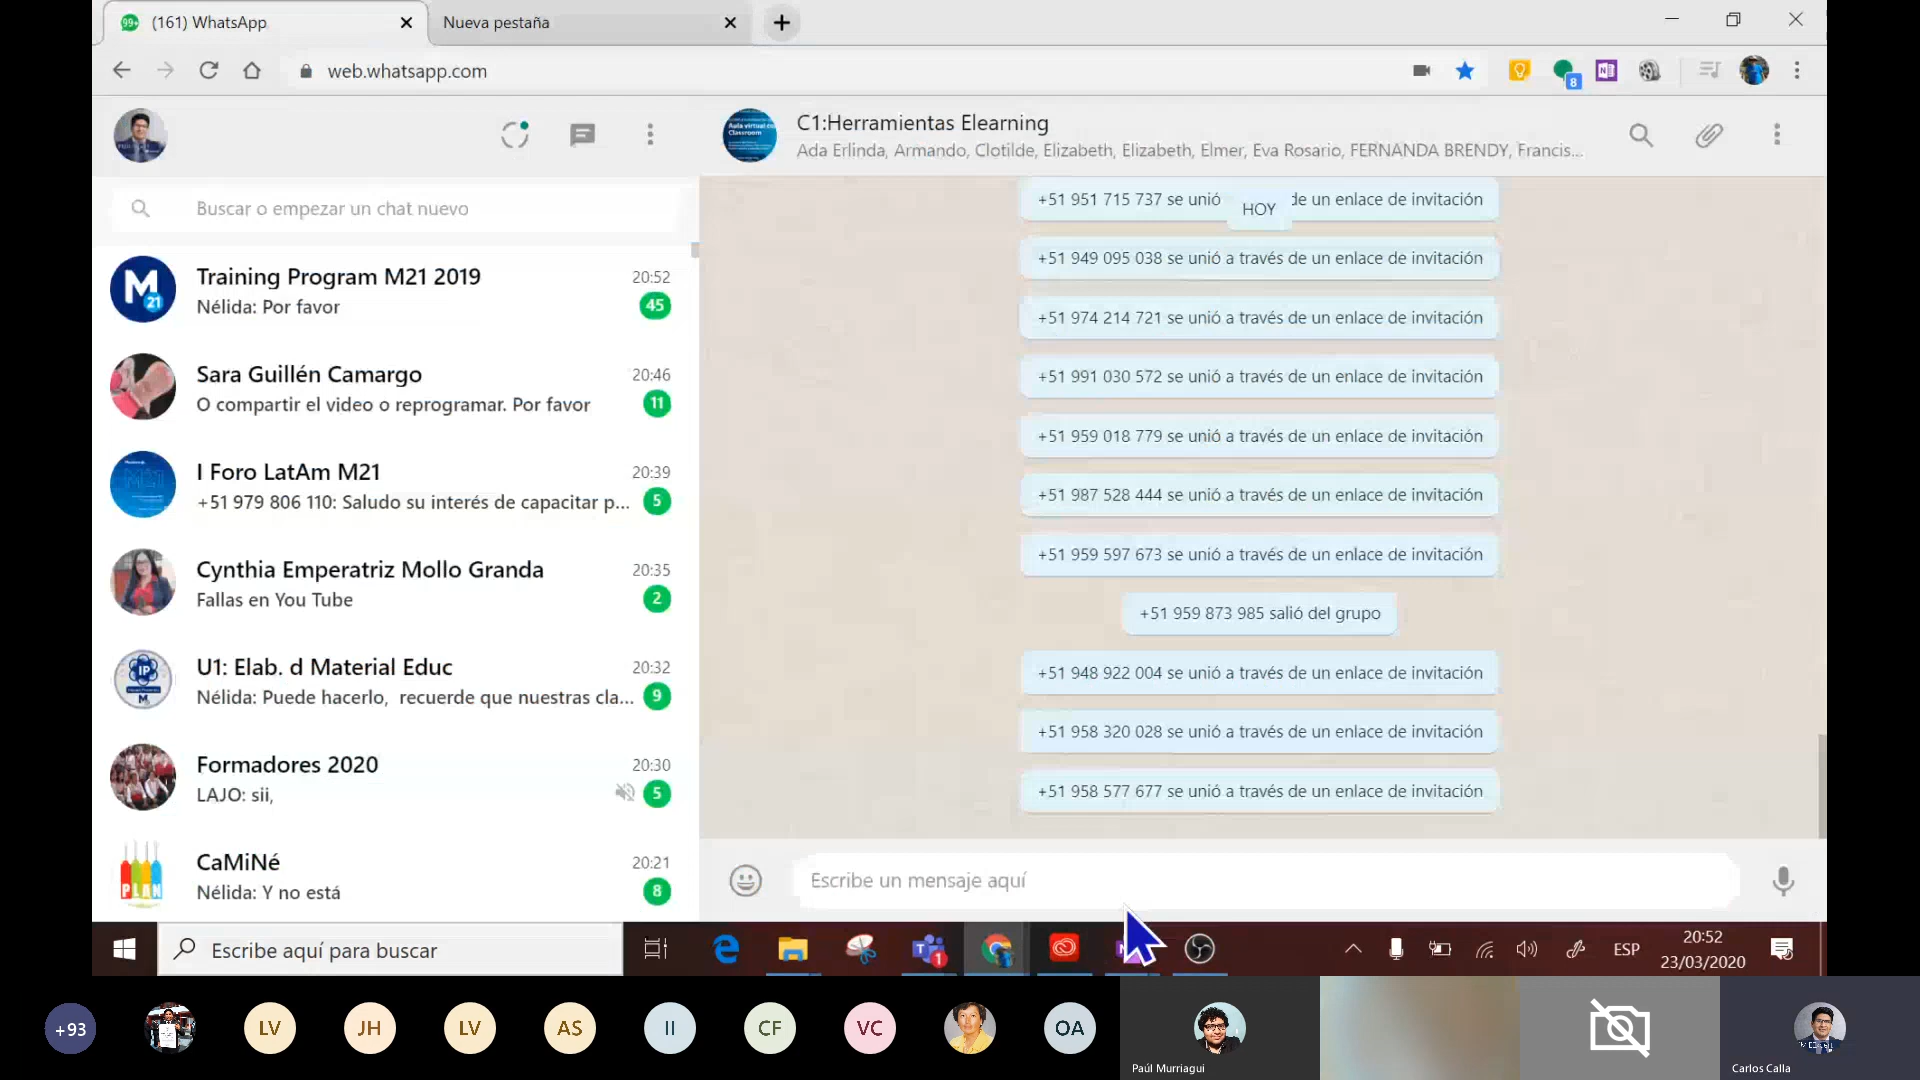 (161) WhatsApp
Nueva pestaña
web.whatsapp.com
8
C1:Herramientas Elearning
Ada Erlinda, Armando, Clotilde, Elizabeth, Elizabeth, Elmer, Eva Rosario, FERNANDA BRENDY, Francis...
Buscar o empezar un chat nuevo
Training Program M21 2019
20:52
Nélida: Por favor
45
Sara Guillén Camargo
20:46
O compartir el video o reprogramar. Por favor
11
I Foro LatAm M21
20:39
+51 979 806 110: Saludo su interés de capacitar p...
5
Cynthia Emperatriz Mollo Granda
20:35
Fallas en You Tube
2
U1: Elab. d Material Educ
20:32
Nélida: Puede hacerlo, recuerde que nuestras cla...
9
Formadores 2020
20:30
LAJO: sii,
5
CaMiNé
20:21
Nélida: Y no está
8
+51 951 715 737 se unió de un enlace de invitación
HOY
+51 949 095 038 se unió a través de un enlace de invitación
+51 974 214 721 se unió a través de un enlace de invitación
+51 991 030 572 se unió a través de un enlace de invitación
+51 959 018 779 se unió a través de un enlace de invitación
+51 987 528 444 se unió a través de un enlace de invitación
+51 959 597 673 se unió a través de un enlace de invitación
+51 959 873 985 salió del grupo
+51 948 922 004 se unió a través de un enlace de invitación
+51 958 320 028 se unió a través de un enlace de invitación
+51 958 577 677 se unió a través de un enlace de invitación
Escribe un mensaje aquí
Escribe aquí para buscar
ESP
20:52
23/03/2020
+93
LV
JH
LV
AS
II
CF
VC
OA
Paúl Murriagui
Carlos Calla